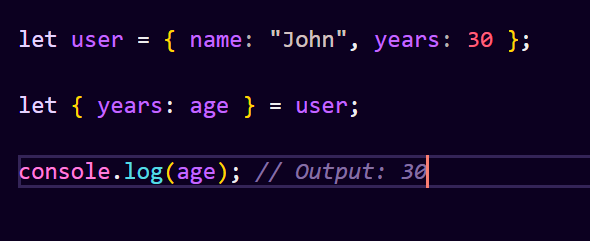 let user = { name: "John", years: 30 };
let { years: age } = user;
console.log(age); // Output: 30